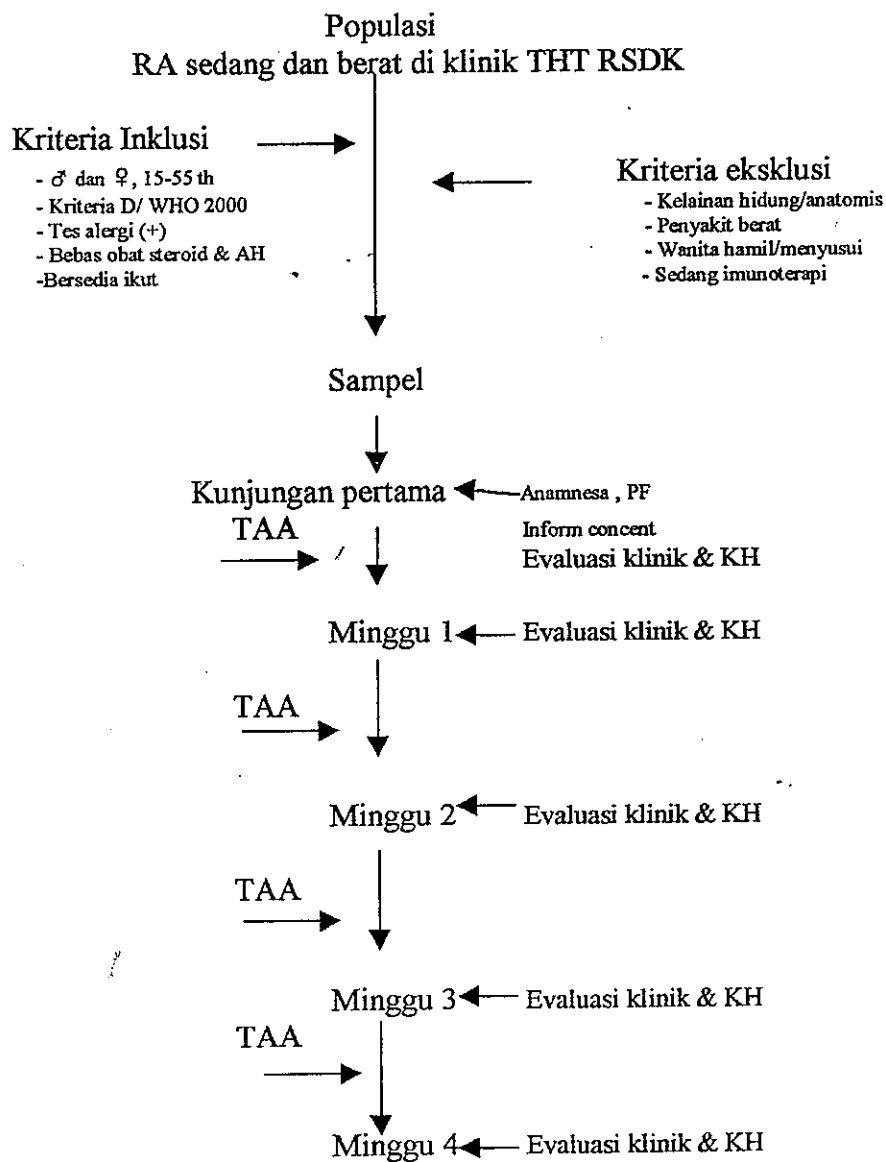 Populasi
RA sedang dan berat di klinik THT RSDK
Kriteria Inklusi
- ♂ dan ♀, 15-55 th
- Kriteria D/ WHO 2000
- Tes alergi (+)
- Bebas obat steroid & AH
-Bersedia ikut
Kriteria eksklusi
- Kelainan hidung/anatomis
- Penyakit berat
- Wanita hamil/menyusui
- Sedang imunoterapi
Sampel
Kunjungan pertama
Anamnesa , PF
Inform concent
Evaluasi klinik & KH
TAA
Minggu 1
Evaluasi klinik & KH
TAA
Minggu 2
Evaluasi klinik & KH
TAA
Minggu 3
Evaluasi klinik & KH
TAA
Minggu 4
Evaluasi klinik & KH